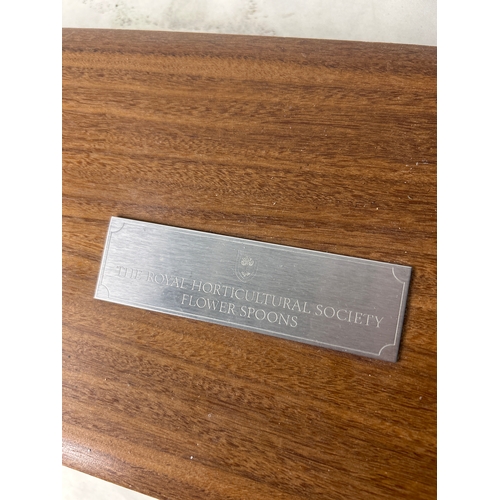 THE ROYAL HORTICULTURAL SOCIETY
FLOWER SPOONS